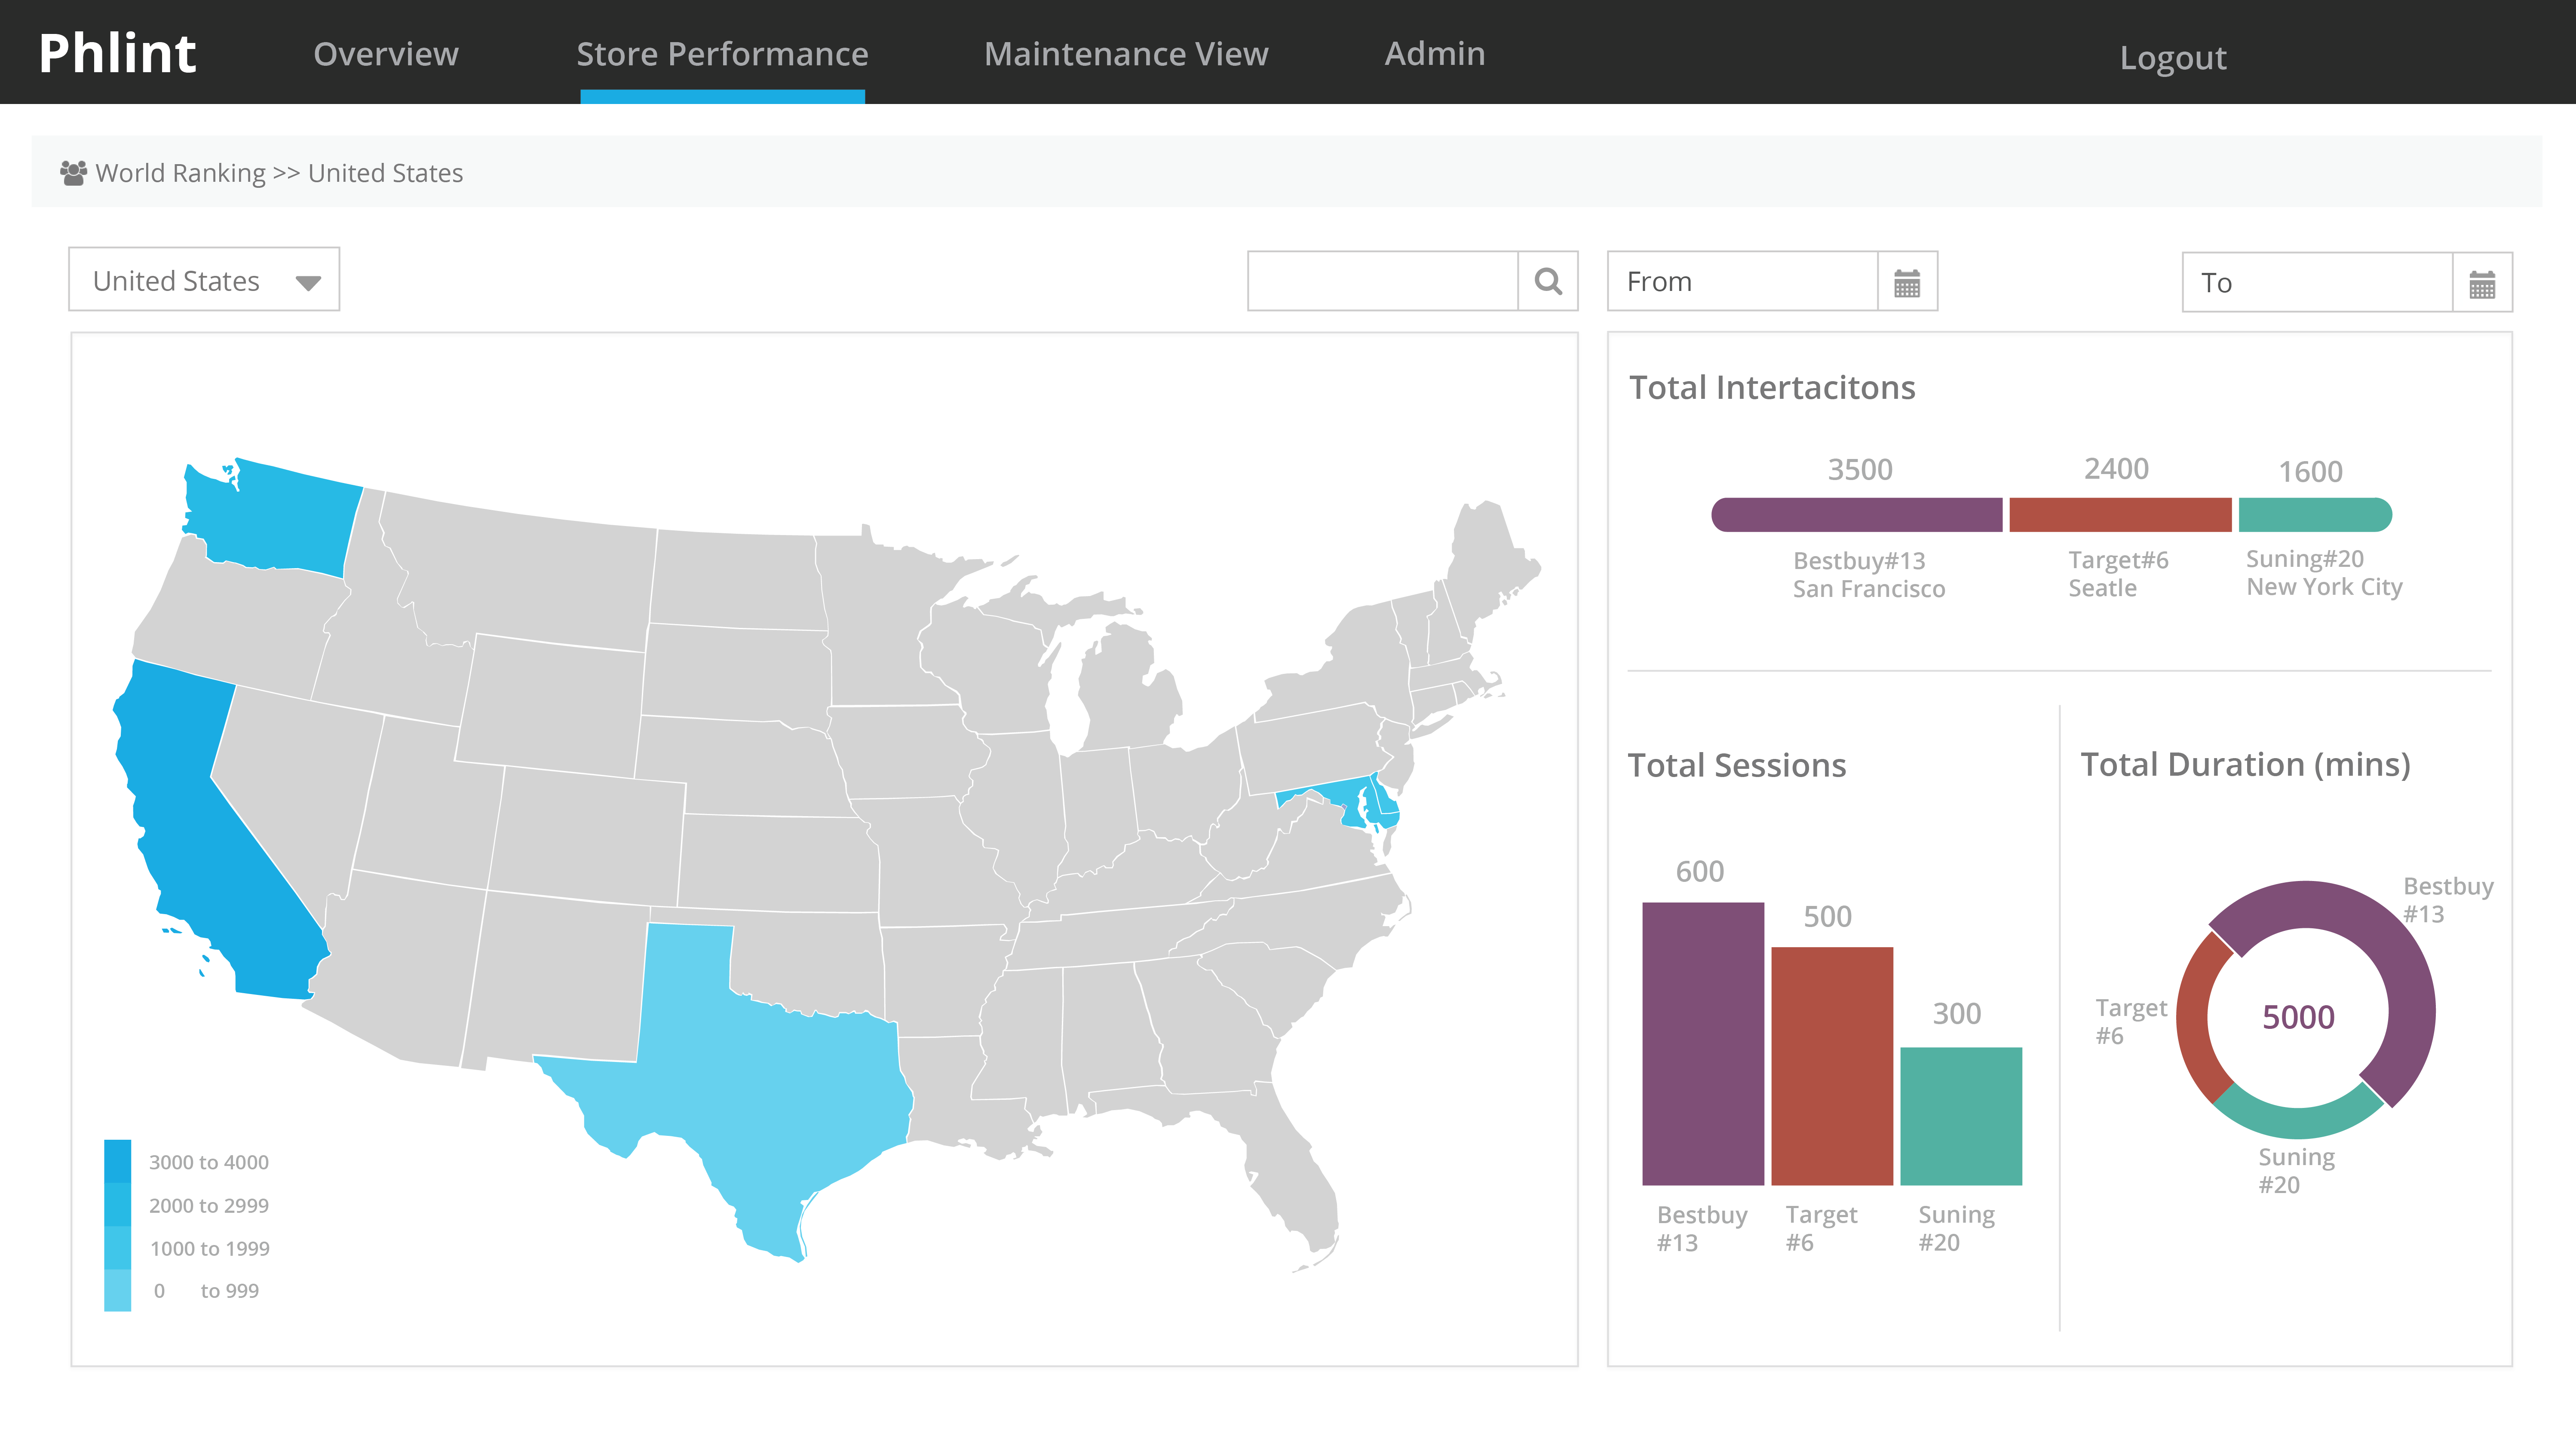 Phlint
Overview
Store Performance
Maintenance View
Admin
Logout
World Ranking >> United States
United States
From
To
Total Intertacitons
3500
2400
1600
Bestbuy#13
San Francisco
Target#6
Seatle
Suning#20
New York City
Total Sessions
600
500
300
Bestbuy
#13
Target
#6
Suning
#20
Total Duration (mins)
Bestbuy
#13
Target
#6
5000
Suning
#20
3000 to 4000
2000 to 2999
1000 to 1999
0 to 999